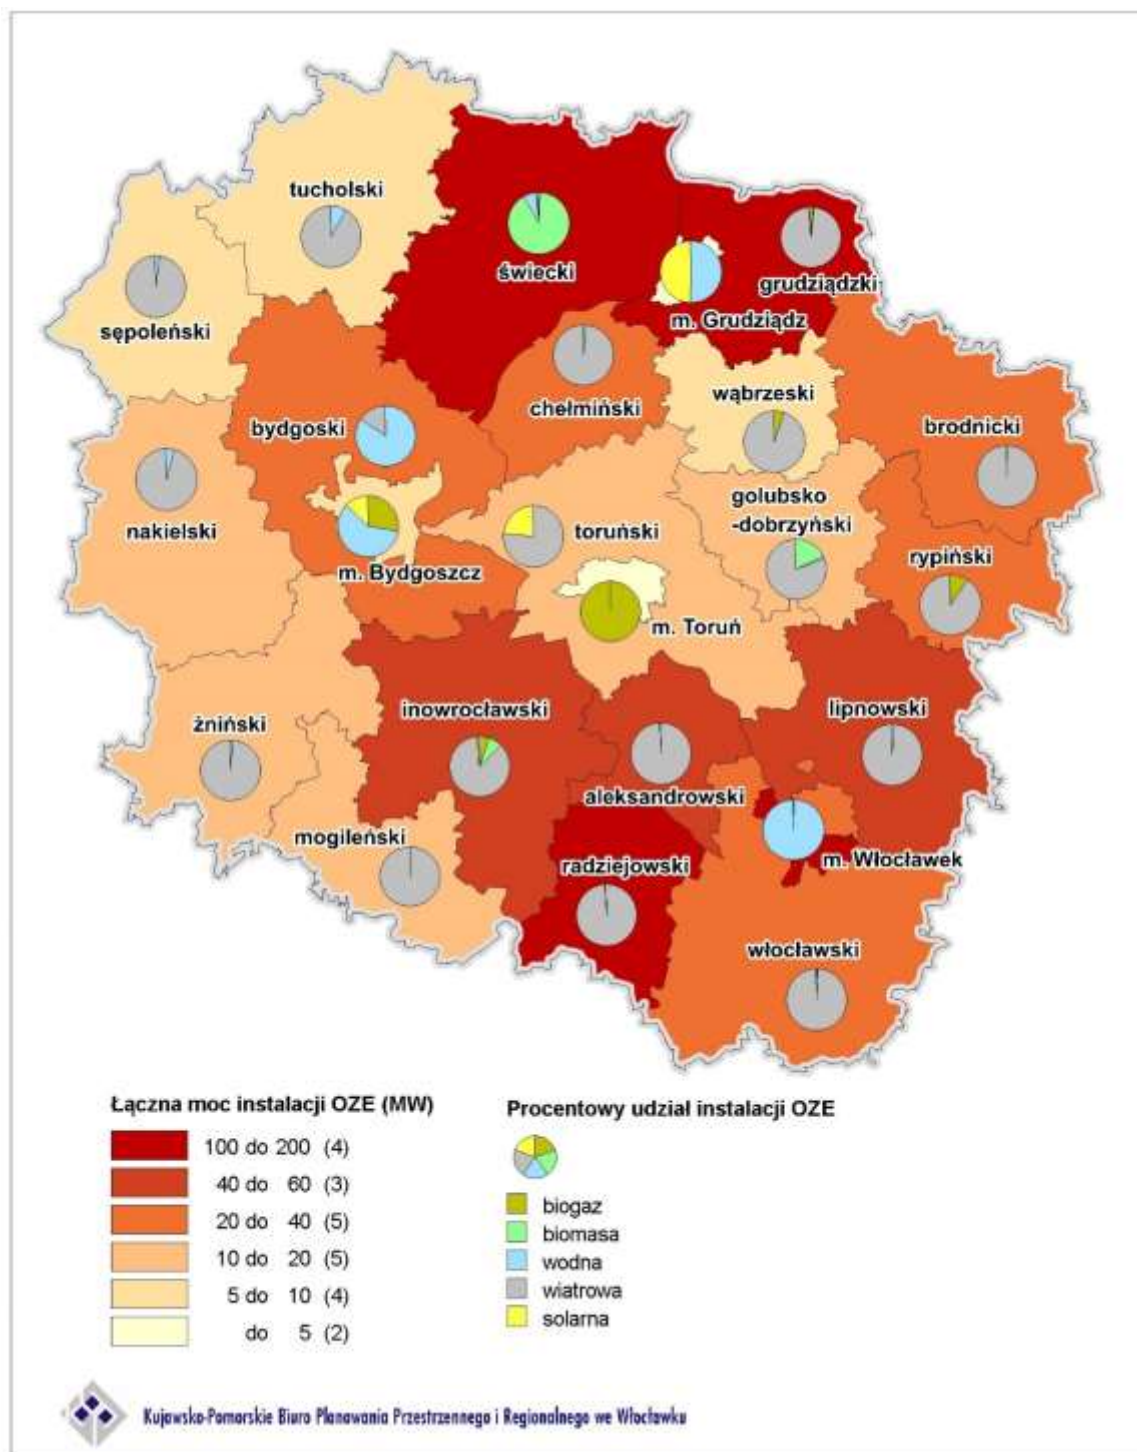 tucholski
świecki
grudziądzki
sępoleński
m. Grudziądz
wąbrzeski
chełmiński
bydgoski
brodnicki
nakielski
golubsko
-dobrzyński
toruński
rypiński
m. Bydgoszcz
m. Toruń
inowrocławski
lipnowski
żniński
aleksandrowski
mogileński
m. Włocławek
radziejowski
włocławski
Łączna moc instalacji OZE (MW)
100 do 200 (4)
40 do 60 (3)
20 do 40 (5)
10 do 20 (5)
5 do 10 (4)
do 5 (2)
Procentowy udział instalacji OZE
biogaz
biomasa
wodna
wiatrowa
solarna
Kujawsko-Pomorskie Biuro Planowania Przestrzennego i Regionalnego we Włocławku